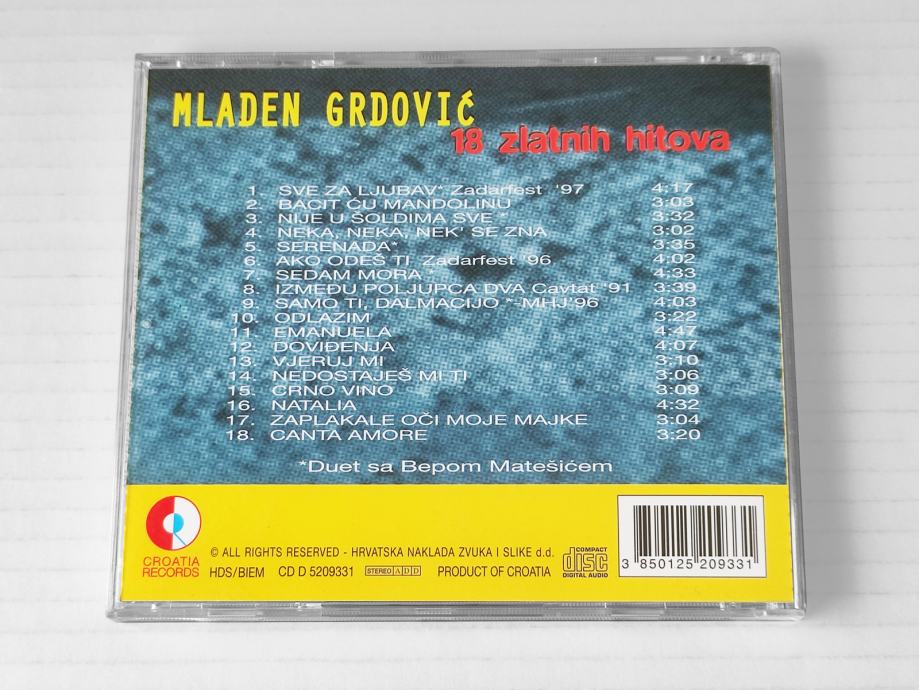 MLADEN GRDOVIĆ
18 zlatnih hitova
1. SVE ZA LJUBAV* Zadarfest '97 4:17
2. BACIT ĆU MANDOLINU 3:03
3. NIJE U ŠOLDIMA SVE * 3:32
4. NEKA, NEKA, NEK' SE ZNA 3:02
5. SERENADA* 3:35
6. AKO ODEŠ TI Zadarfest '96 4:02
7. SEDAM MORA * 4:33
8. IZMEĐU POLJUPCA DVA Cavtat '91 3:39
9. SAMO TI, DALMACIJO * MHJ'96 4:03
10. ODLAZIM 3:22
11. EMANUELA 4:47
12. DOVIĐENJA 4:07
13. VJERUJ MI 3:10
14. NEDOSTAJEŠ MI TI 3:06
15. CRNO VINO 3:09
16. NATALIA 4:32
17. ZAPLAKALE OČI MOJE MAJKE 3:04
18. CANTA AMORE 3:20
*Duet sa Bepom Matešićem
CROATIA
RECORDS
© ALL RIGHTS RESERVED - HRVATSKA NAKLADA ZVUKA I SLIKE d.d.
HDS/BIEM CD D 5209331 STEREO ADD PRODUCT OF CROATIA
COMPACT
disc
DIGITAL AUDIO
3 850125 209331